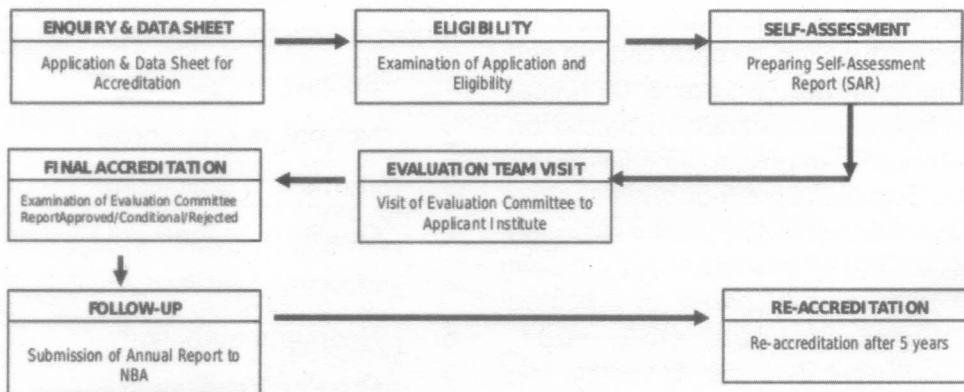 ENQUIRY & DATA SHEET
Application & Data Sheet for
Accreditation
ELIGIBILITY
Examination of Application and
Eligibility
SELF-ASSESSMENT
Preparing Self-Assessment
Report (SAR)
FINAL ACCREDITATION
Examination of Evaluation Committee
ReportApproved/Conditional/Rejected
EVALUATION TEAM VISIT
Visit of Evaluation Committee to
Applicant Institute
FOLLOW-UP
Submission of Annual Report to
NBA
RE-ACCREDITATION
Re-accreditation after 5 years